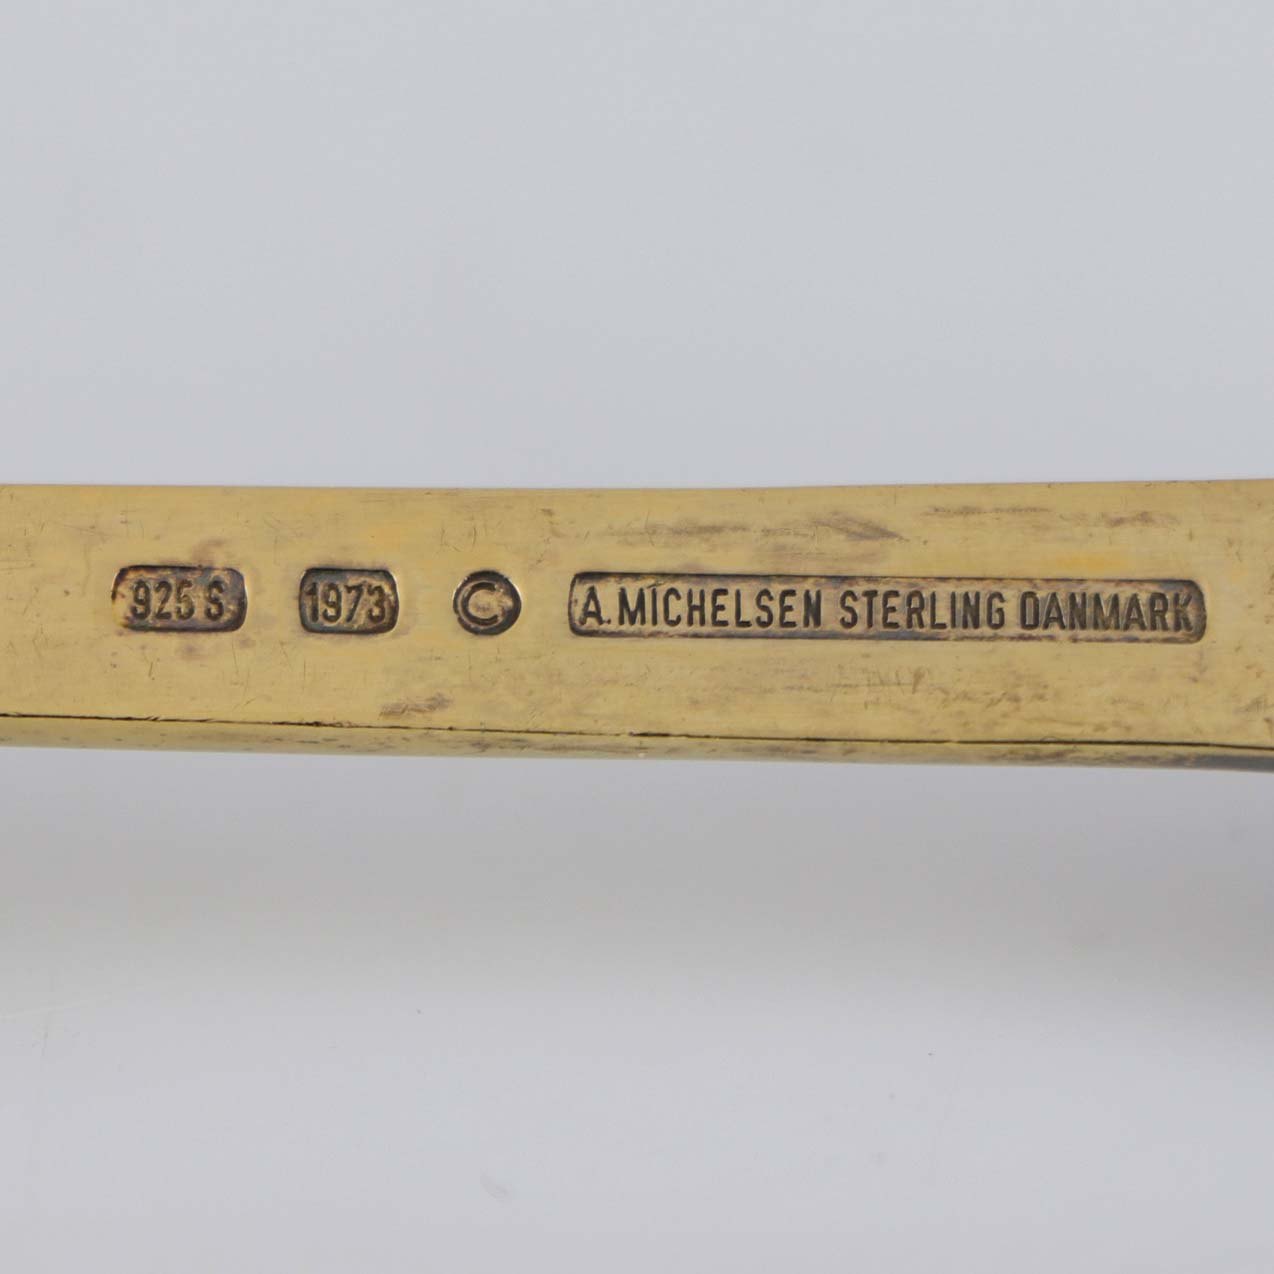 925 S 1973 © A. MICHELSEN STERLING DANMARK